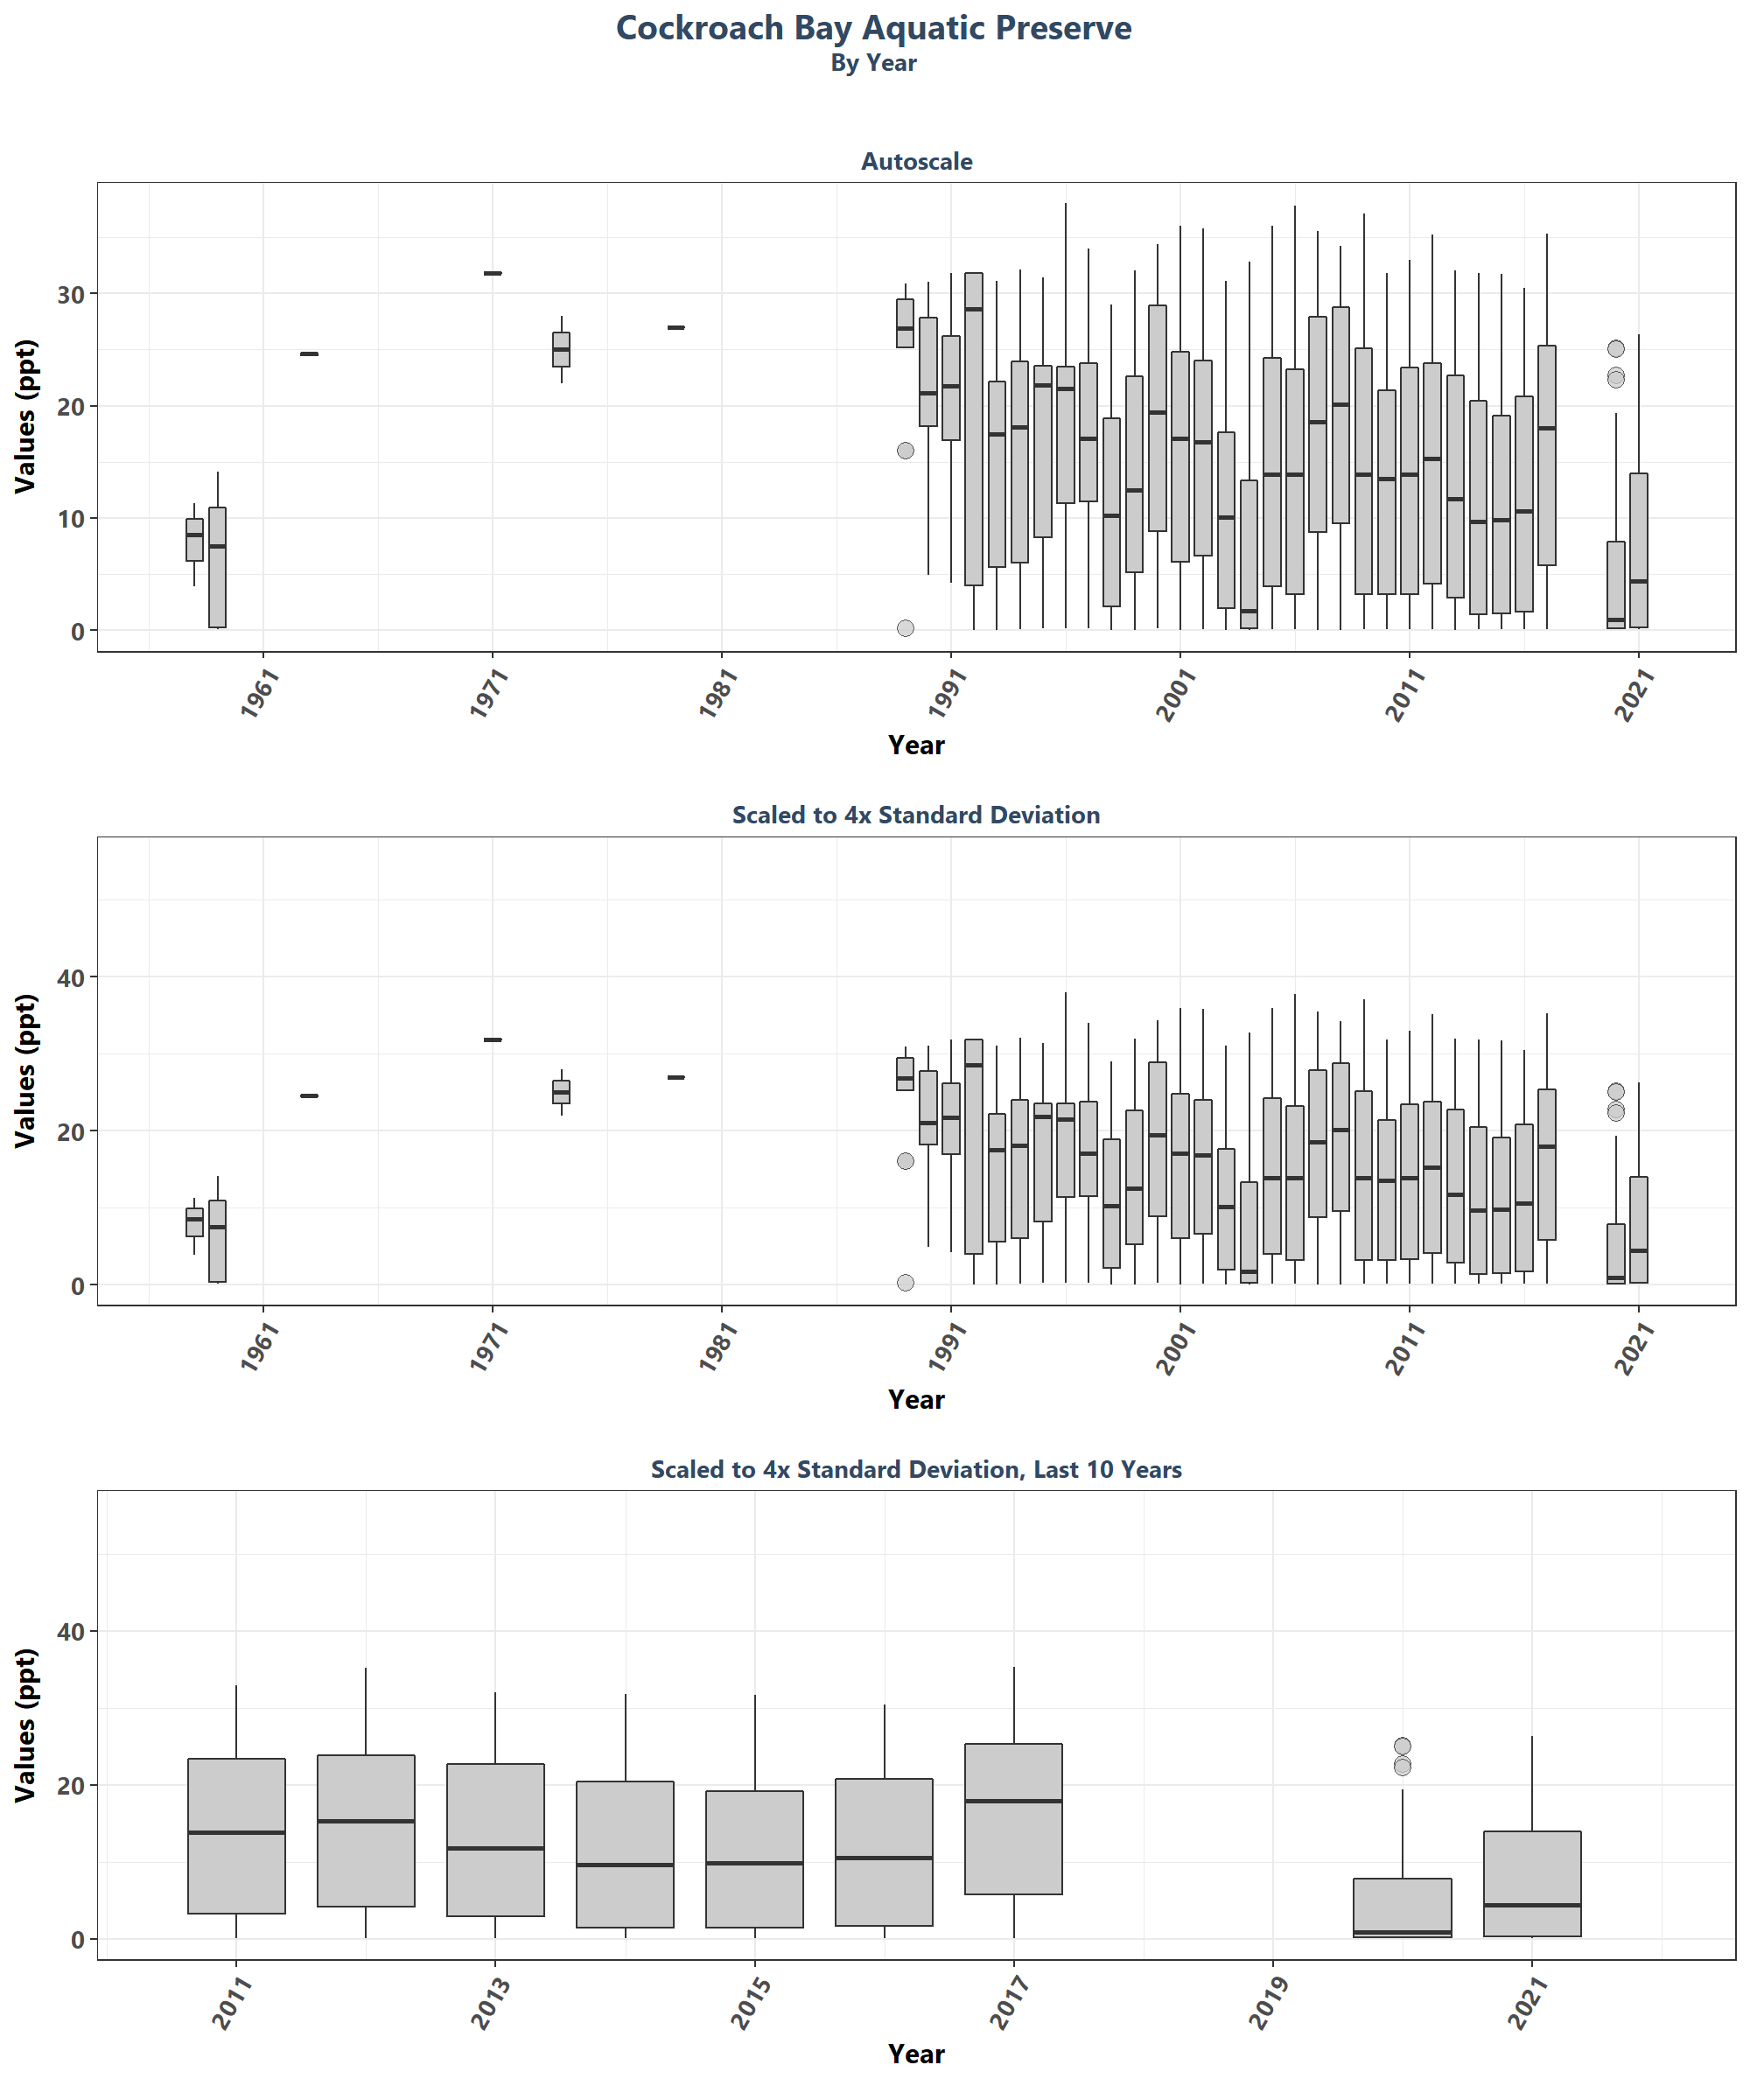 Cockroach Bay Aquatic Preserve
By Year
Autoscale
Values (ppt)
30
20
10
0
1961 1971 1981 1991 2001 2011 2021
Year
Scaled to 4x Standard Deviation
Values (ppt)
40
20
0
1961 1971 1981 1991 2001 2011 2021
Year
Scaled to 4x Standard Deviation, Last 10 Years
Values (ppt)
40
20
0
2011 2013 2015 2017 2019 2021
Year